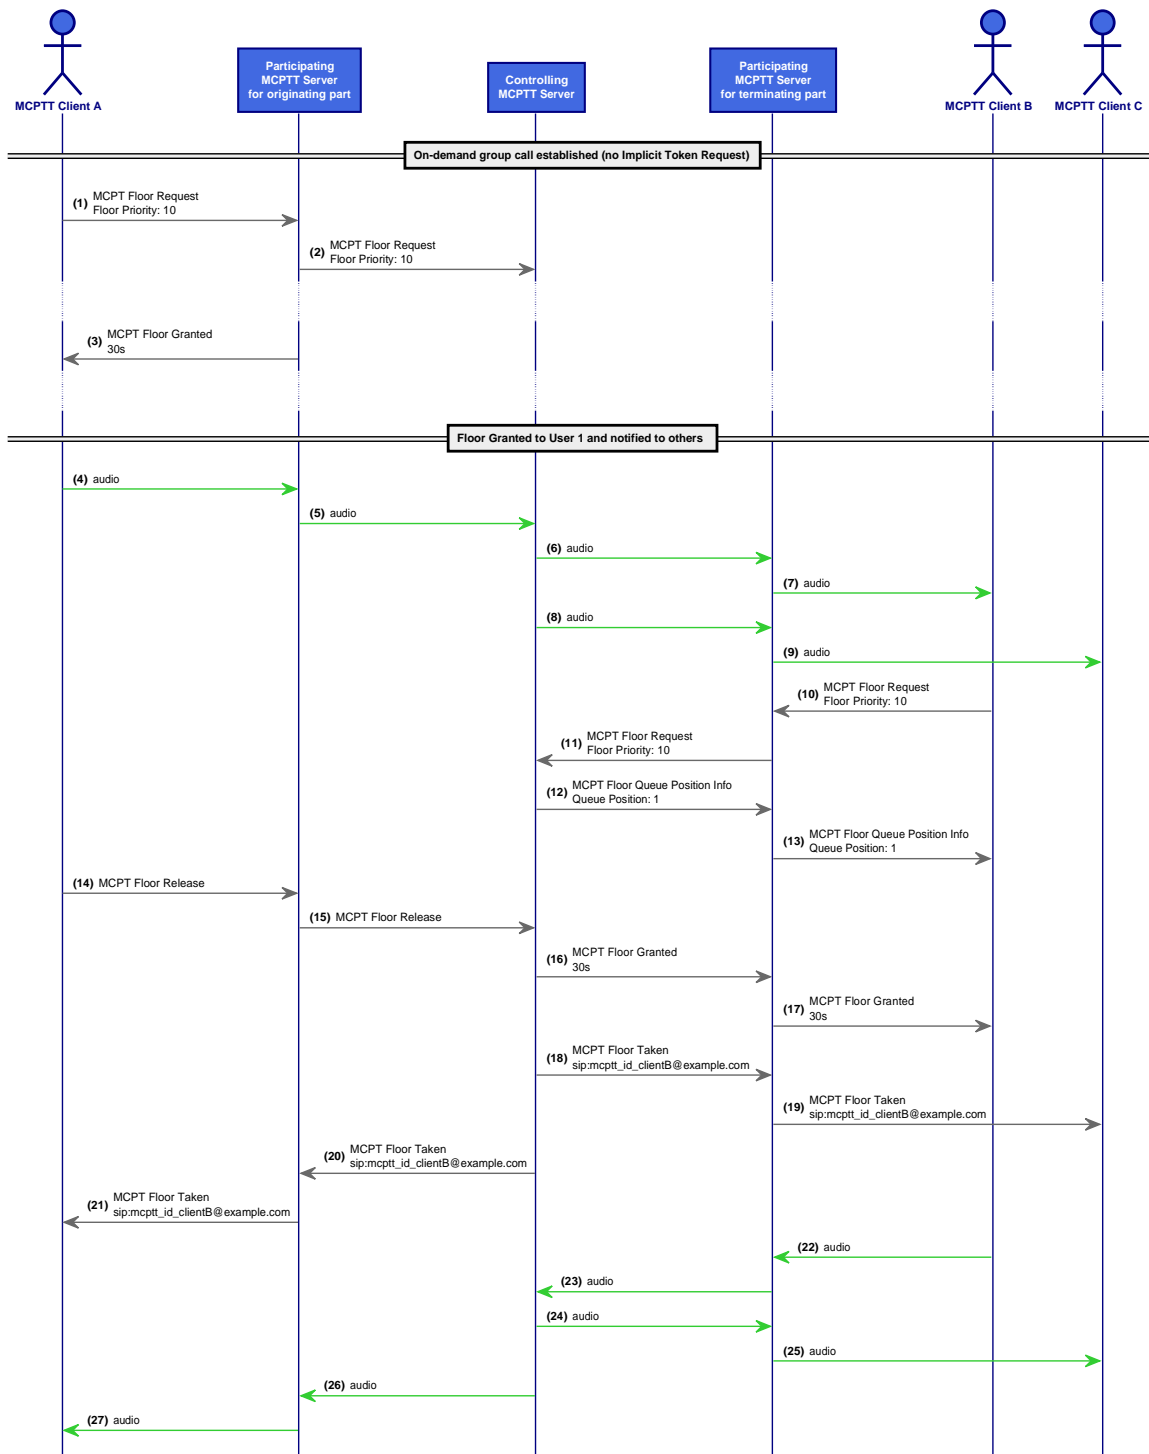 MCPTT Client A
Participating
MCPTT Server
for originating part
Controlling
MCPTT Server
Participating
MCPTT Server
for terminating part
MCPTT Client B
MCPTT Client C
On-demand group call established (no Implicit Token Request)
(1) MCPT Floor Request
Floor Priority: 10
(2) MCPT Floor Request
Floor Priority: 10
(3) MCPT Floor Granted
30s
Floor Granted to User 1 and notified to others
(4) audio
(5) audio
(6) audio
(7) audio
(8) audio
(9) audio
(10) MCPT Floor Request
Floor Priority: 10
(11) MCPT Floor Request
Floor Priority: 10
(12) MCPT Floor Queue Position Info
Queue Position: 1
(13) MCPT Floor Queue Position Info
Queue Position: 1
(14) MCPT Floor Release
(15) MCPT Floor Release
(16) MCPT Floor Granted
30s
(17) MCPT Floor Granted
30s
(18) MCPT Floor Taken
sip:mcptt_id_clientB@example.com
(19) MCPT Floor Taken
sip:mcptt_id_clientB@example.com
(20) MCPT Floor Taken
sip:mcptt_id_clientB@example.com
(21) MCPT Floor Taken
sip:mcptt_id_clientB@example.com
(22) audio
(23) audio
(24) audio
(25) audio
(26) audio
(27) audio